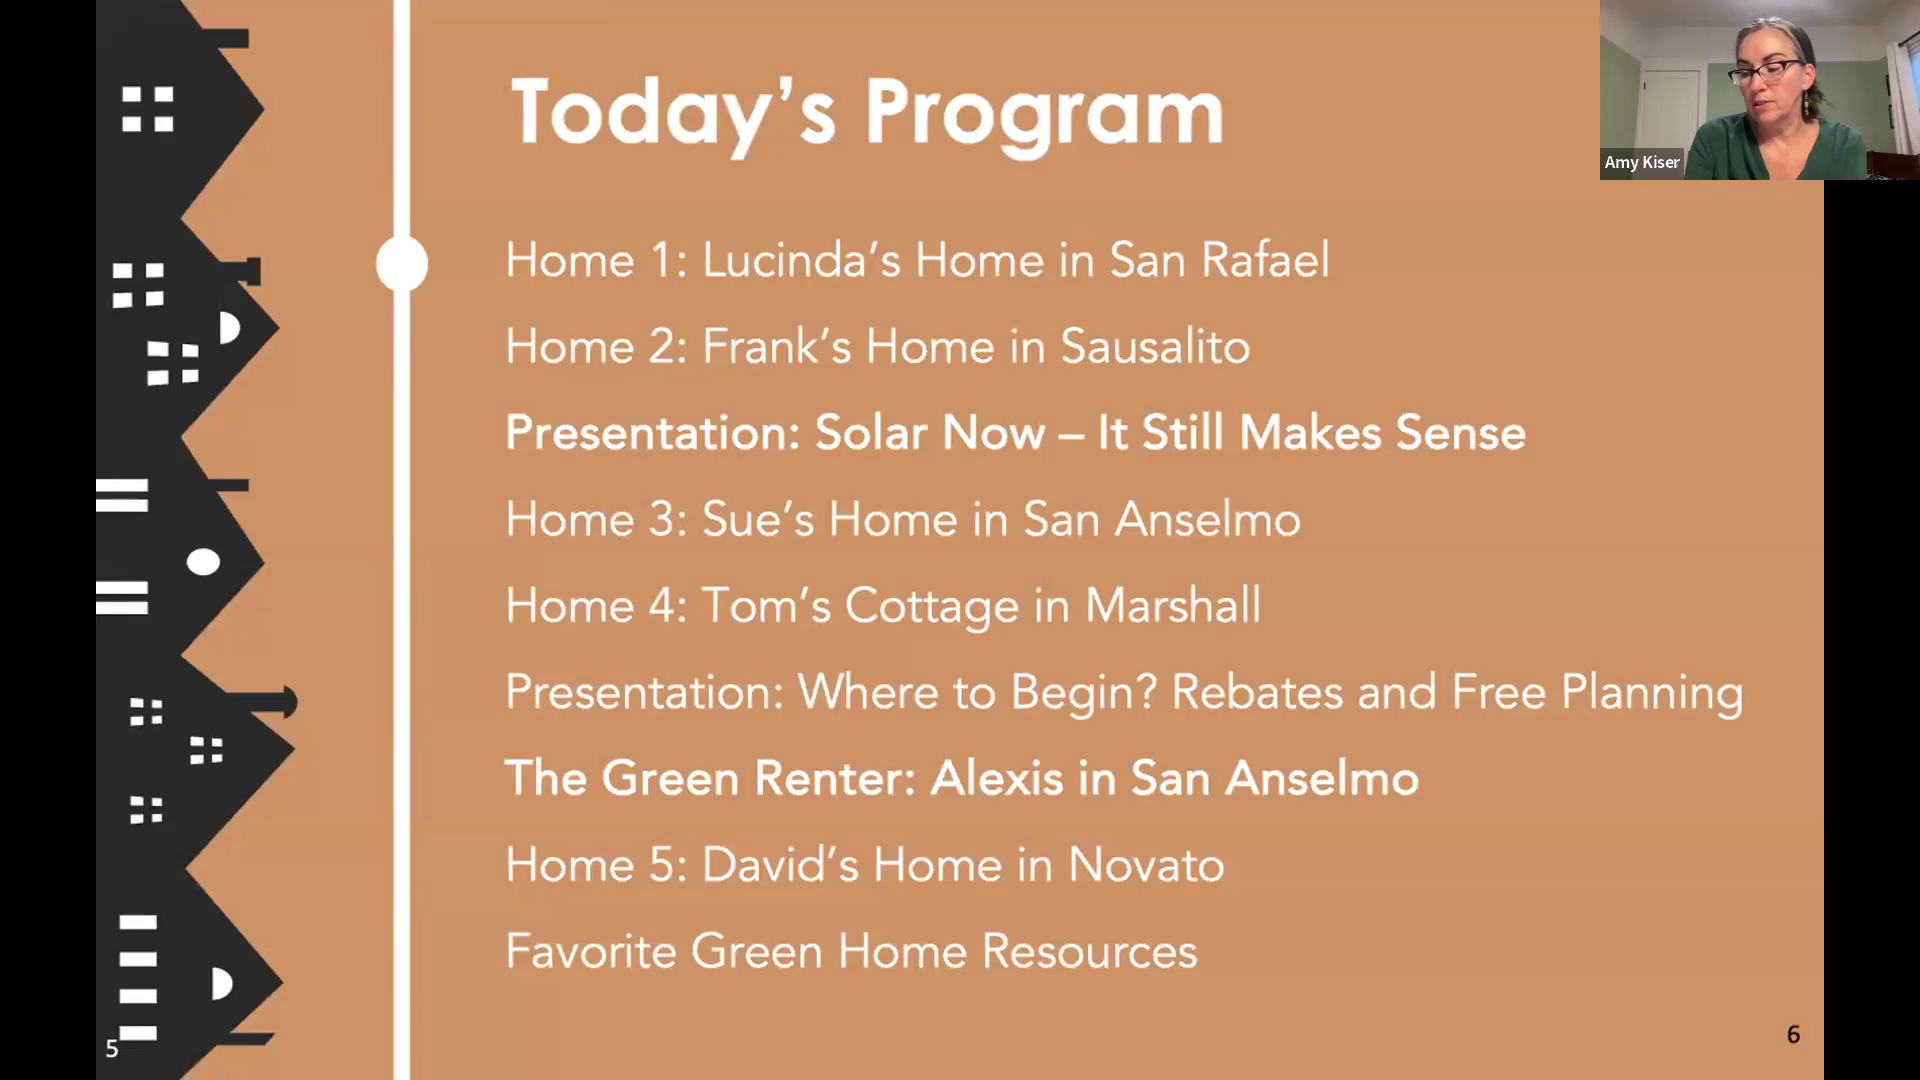 Today's Program
Amy Kiser
Home 1: Lucinda's Home in San Rafael
Home 2: Frank's Home in Sausalito
Presentation: Solar Now – It Still Makes Sense
Home 3: Sue's Home in San Anselmo
Home 4: Tom's Cottage in Marshall
Presentation: Where to Begin? Rebates and Free Planning
The Green Renter: Alexis in San Anselmo
Home 5: David's Home in Novato
Favorite Green Home Resources
5
6